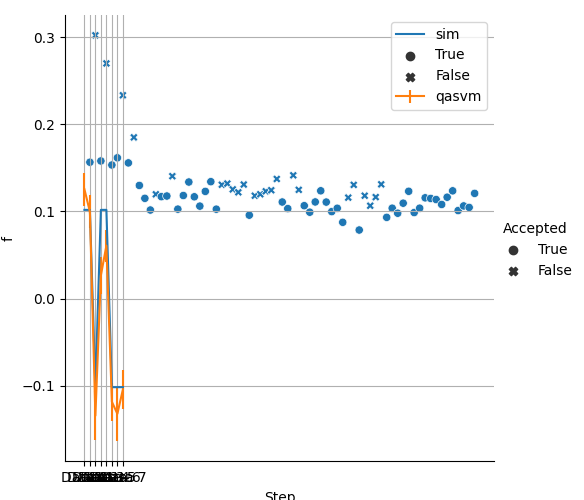 0.3
0.2
0.1
0.0
−0.1
f
sim
True
False
qasvm
Accepted
True
False
Step